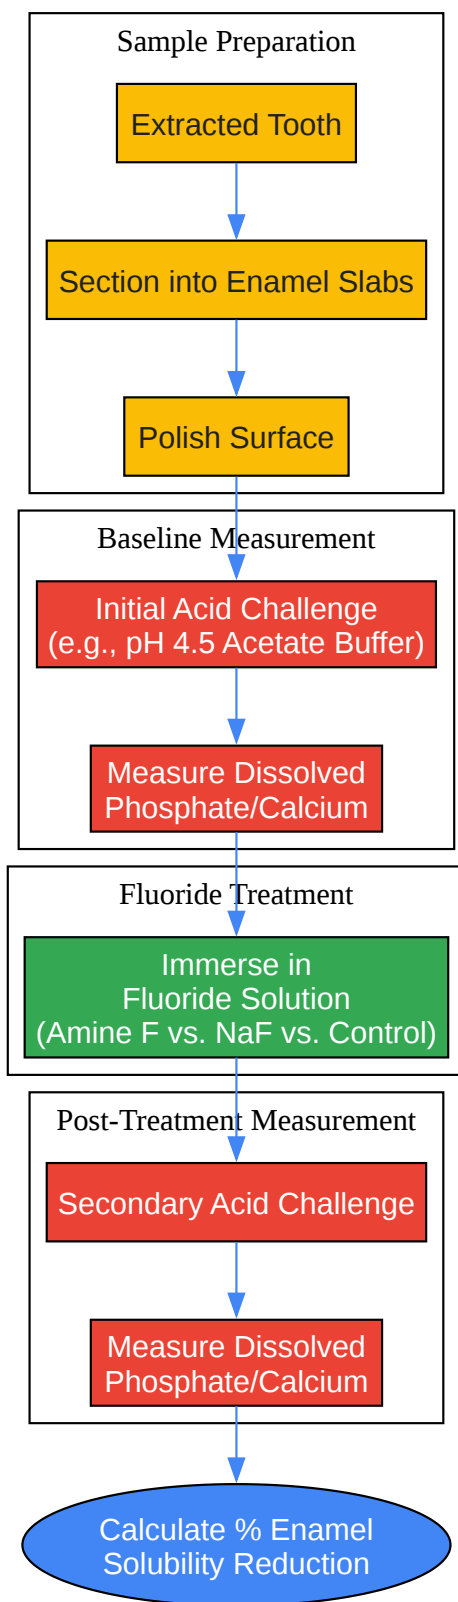 Sample Preparation
Extracted Tooth
Section into Enamel Slabs
Polish Surface
Baseline Measurement
Initial Acid Challenge
(e.g., pH 4.5 Acetate Buffer)
Measure Dissolved
Phosphate/Calcium
Fluoride Treatment
Immerse in
Fluoride Solution
(Amine F vs. NaF vs. Control)
Post-Treatment Measurement
Secondary Acid Challenge
Measure Dissolved
Phosphate/Calcium
Calculate % Enamel
Solubility Reduction